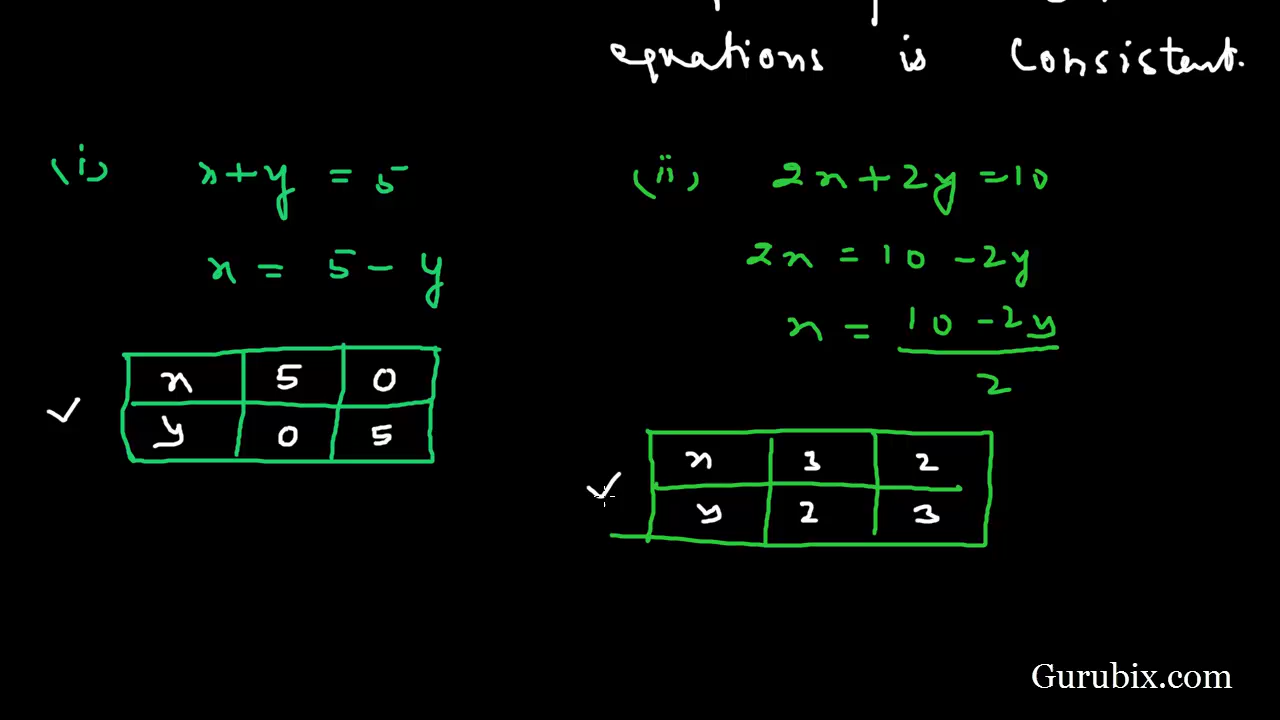 equations is consistent.
(i) x+y = 5
x = 5 - y
x 5 0
y 0 5
(ii) 2x+2y=10
2x = 10 -2y
x = 10 -2y
2
x 3 2
y 2 3
Gurubix.com